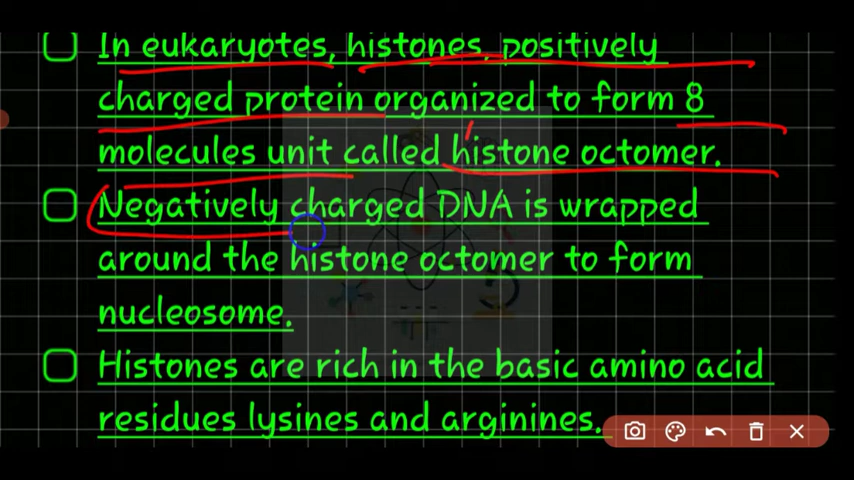 In eukaryotes, histones, positively
charged protein organized to form 8
molecules unit called histone octomer.
Negatively charged DNA is wrapped
around the histone octomer to form
nucleosome.
Histones are rich in the basic amino acid
residues lysines and arginines.